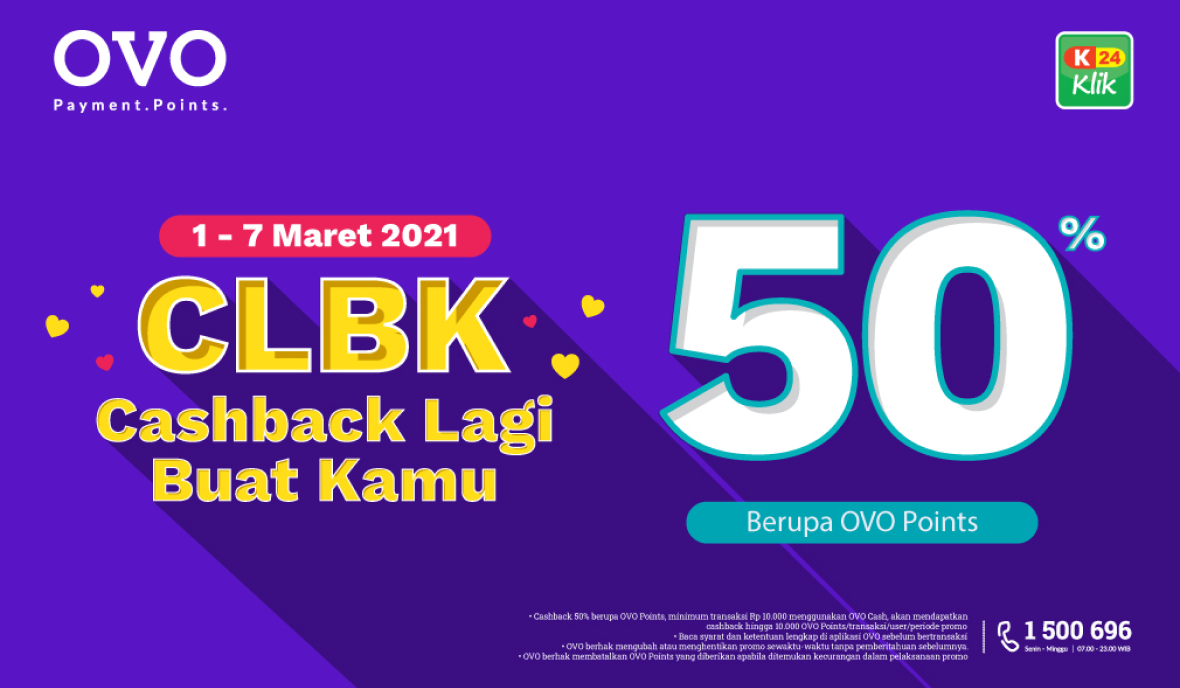 OVO
Payment.Points.
K 24
Klik
1 - 7 Maret 2021
CLBK
Cashback Lagi
Buat Kamu
50%
Berupa OVO Points
• Cashback 50% berupa OVO Points, minimum transaksi Rp 10.000 menggunakan OVO Cash, akan mendapatkan
cashback hingga 10.000 OVO Points/transaksi/user/periode promo
• Baca syarat dan ketentuan lengkap di aplikasi OVO sebelum bertransaksi
• OVO berhak mengubah atau menghentikan promo sewaktu-waktu tanpa pemberitahuan sebelumnya.
• OVO berhak membatalkan OVO Points yang diberikan apabila ditemukan kecurangan dalam pelaksanaan promo
1 500 696
Senin - Minggu | 07.00 - 23.00 WIB